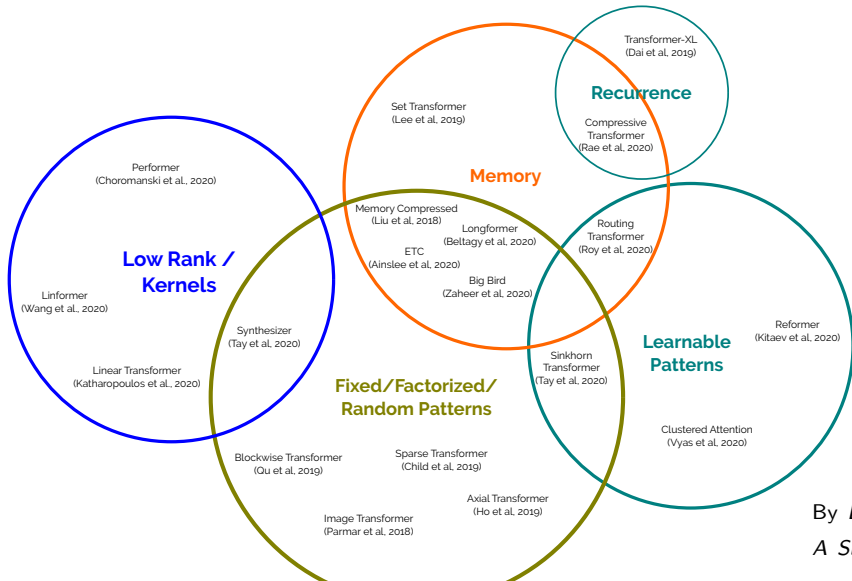 Transformer-XL
(Dai et al, 2019)
Recurrence
Compressive
Transformer
(Rae et al, 2020)
Set Transformer
(Lee et al, 2019)
Memory
Performer
(Choromanski et al., 2020)
Low Rank /
Kernels
Linformer
(Wang et al., 2020)
Linear Transformer
(Katharopoulos et al., 2020)
Synthesizer
(Tay et al, 2020)
Memory Compressed
(Liu et al, 2018)
Longformer
(Beltagy et al, 2020)
ETC
(Ainslee et al, 2020)
Big Bird
(Zaheer et al, 2020)
Routing
Transformer
(Roy et al, 2020)
Learnable
Patterns
Reformer
(Kitaev et al, 2020)
Sinkhorn
Transformer
(Tay et al, 2020)
Clustered Attention
(Vyas et al, 2020)
Fixed/Factorized/
Random Patterns
Blockwise Transformer
(Qu et al, 2019)
Sparse Transformer
(Child et al, 2019)
Image Transformer
(Parmar et al, 2018)
Axial Transformer
(Ho et al, 2019)
By
A